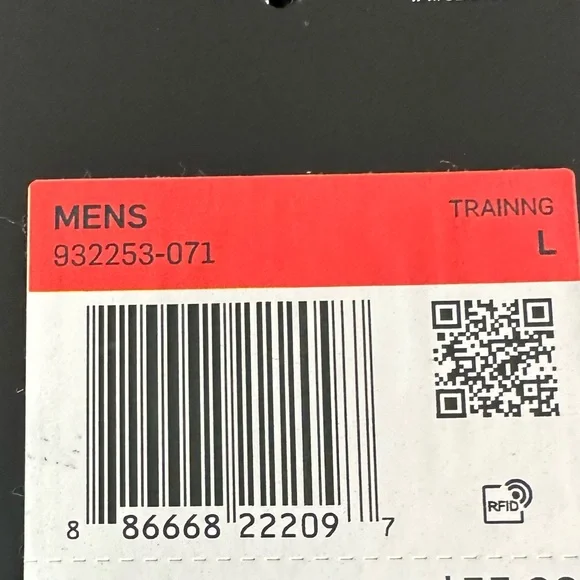 MENS
TRAINNG
932253-071
L
RFID
8 86668 22209 7